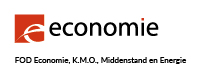 economie
FOD Economie, K.M.O., Middenstand en Energie